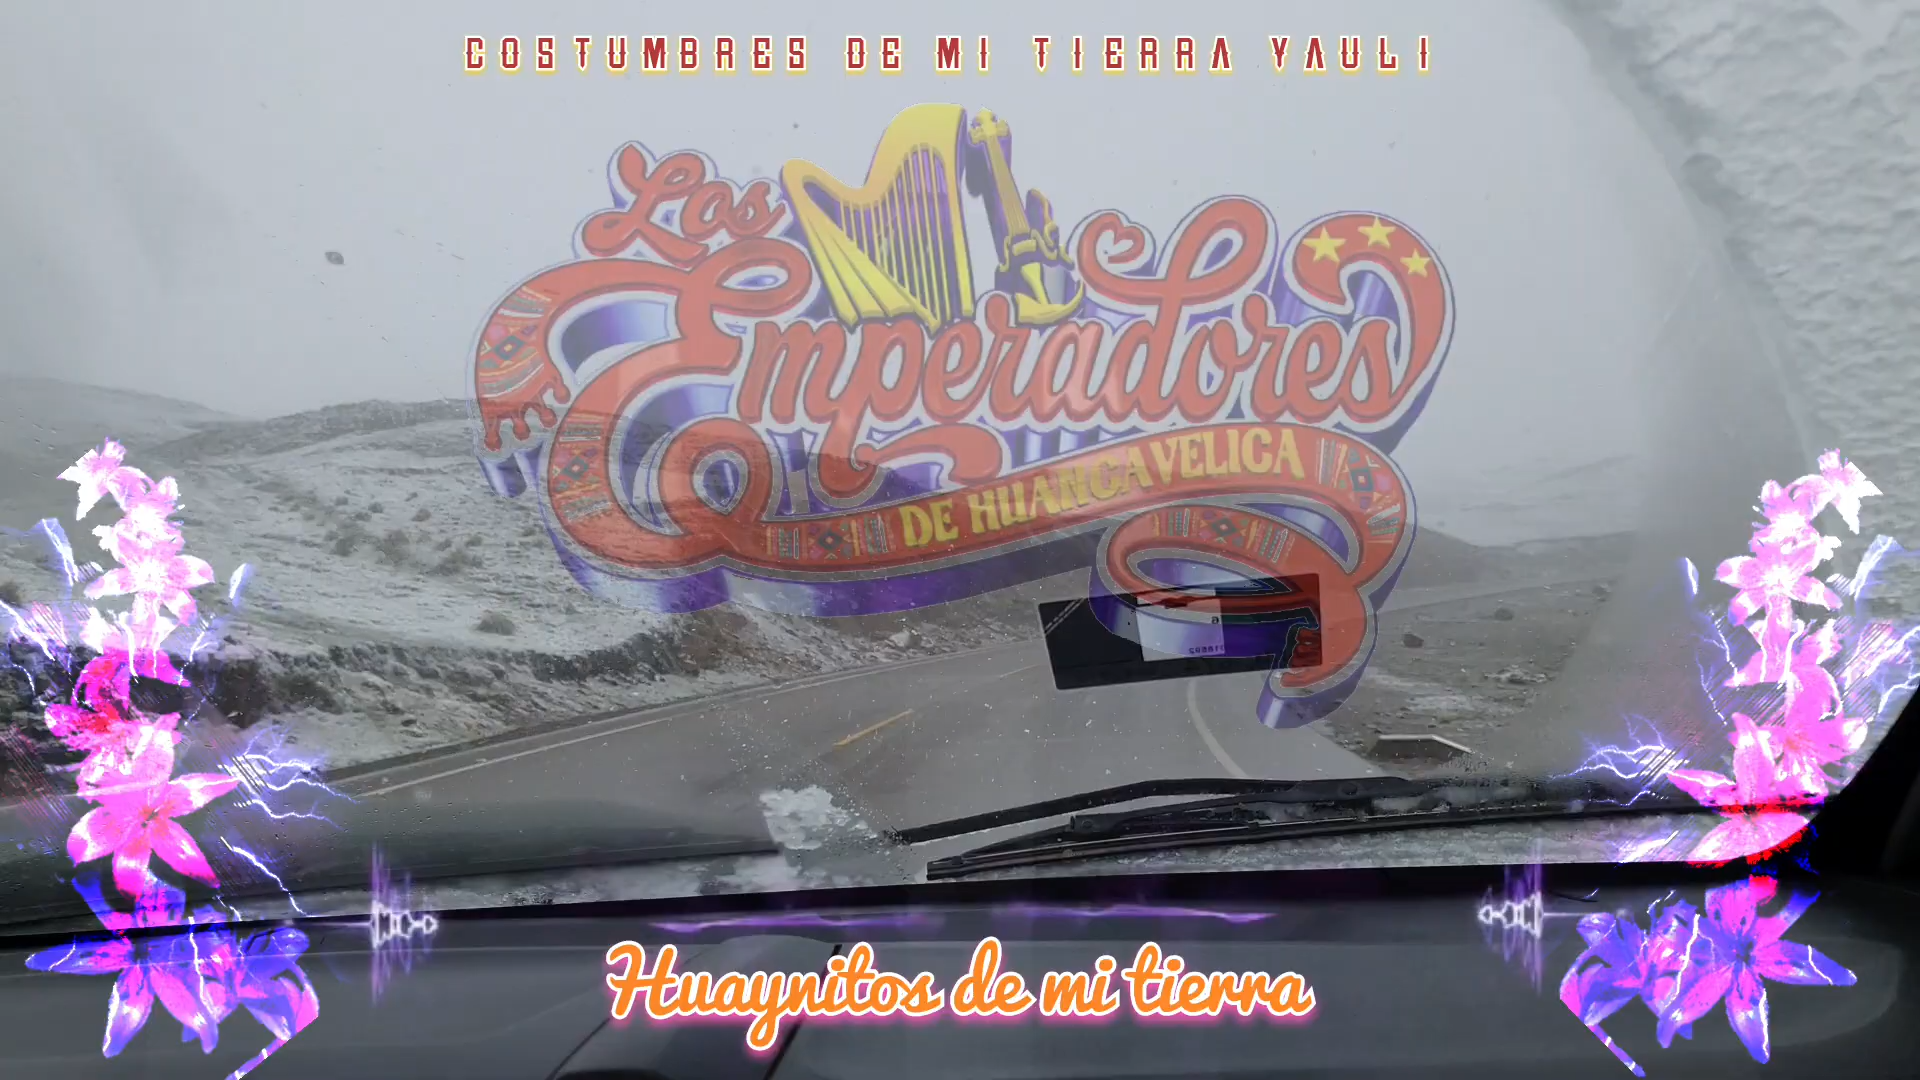 COSTUMBRES DE MI TIERRA YAULI
Los
Emperadores
DE HUANCAVELICA
Huaynitos de mi tierra